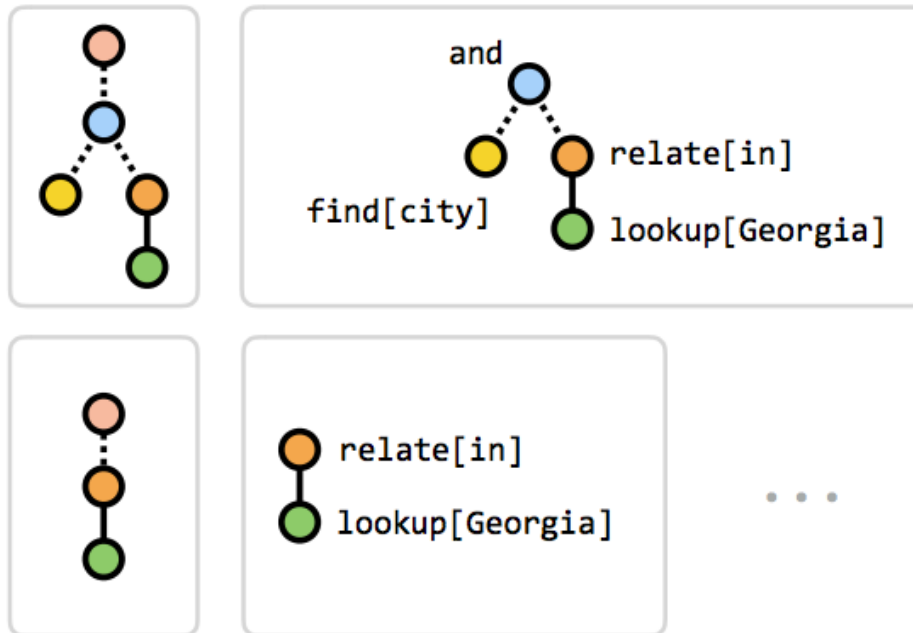 and
relate[in]
find[city]
lookup[Georgia]
relate[in]
lookup[Georgia]
...